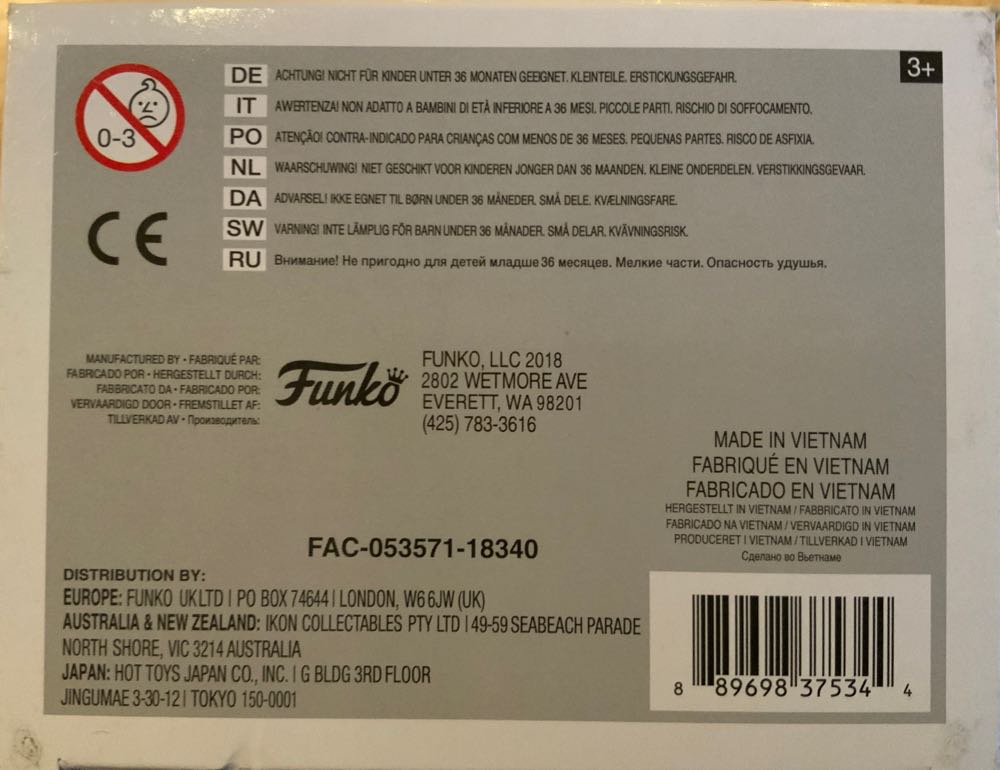 3+
0-3
DE ACHTUNG! NICHT FÜR KINDER UNTER 36 MONATEN GEEIGNET. KLEINTEILE. ERSTICKUNGSGEFAHR.
IT AWERTENZA! NON ADATTO A BAMBINI DI ETÀ INFERIORE A 36 MESI. PICCOLE PARTI. RISCHIO DI SOFFOCAMENTO.
PO ATENÇÃO! CONTRA-INDICADO PARA CRIANÇAS COM MENOS DE 36 MESES. PEQUENAS PARTES. RISCO DE ASFIXIA.
NL WAARSCHUWING! NIET GESCHIKT VOOR KINDEREN JONGER DAN 36 MAANDEN. KLEINE ONDERDELEN. VERSTIKKINGSGEVAAR.
DA ADVARSEL! IKKE EGNET TIL BØRN UNDER 36 MÅNEDER. SMÅ DELE. KVÆLNINGSFARE.
SW VARNING! INTE LÄMPLIG FÖR BARN UNDER 36 MÅNADER. SMÅ DELAR. KVÄVNINGSRISK.
RU Внимание! Не пригодно для детей младше 36 месяцев. Мелкие части. Опасность удушья.
CE
MANUFACTURED BY • FABRIQUÉ PAR:
FABRICADO POR • HERGESTELLT DURCH:
FABBRICATO DA • FABRICADO POR:
VERVAARDIGD DOOR • FREMSTILLET AF:
TILLVERKAD AV • Производитель:
Funko
FUNKO, LLC 2018
2802 WETMORE AVE
EVERETT, WA 98201
(425) 783-3616
MADE IN VIETNAM
FABRIQUÉ EN VIETNAM
FABRICADO EN VIETNAM
HERGESTELLT IN VIETNAM / FABBRICATO IN VIETNAM
FABRICADO NA VIETNAM / VERVAARDIGD IN VIETNAM
PRODUCERET I VIETNAM / TILLVERKAD I VIETNAM
Сделано во Вьетнаме
FAC-053571-18340
DISTRIBUTION BY:
EUROPE: FUNKO UK LTD | PO BOX 74644 | LONDON, W6 6JW (UK)
AUSTRALIA & NEW ZEALAND: IKON COLLECTABLES PTY LTD | 49-59 SEABEACH PARADE
NORTH SHORE, VIC 3214 AUSTRALIA
JAPAN: HOT TOYS JAPAN CO., INC. | G BLDG 3RD FLOOR
JINGUMAE 3-30-12 | TOKYO 150-0001
8 89698 37534 4